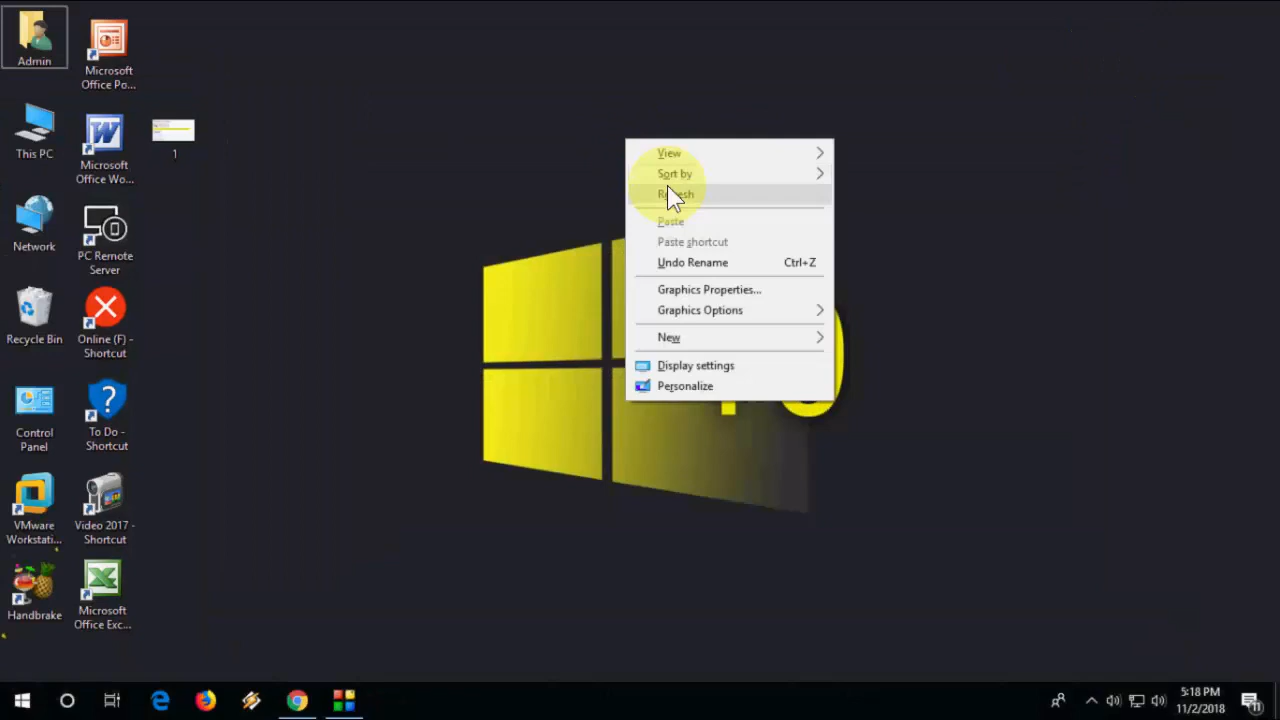 Admin
Microsoft
Office Po...
This PC
Microsoft
Office Wo...
1
Network
PC Remote
Server
Recycle Bin
Online (F) -
Shortcut
Control
Panel
To Do -
Shortcut
VMware
Workstati...
Video 2017 -
Shortcut
Handbrake
Microsoft
Office Exc...
View
Sort by
Refresh
Paste
Paste shortcut
Undo Rename Ctrl+Z
Graphics Properties...
Graphics Options
New
Display settings
Personalize
5:18 PM
11/2/2018
11